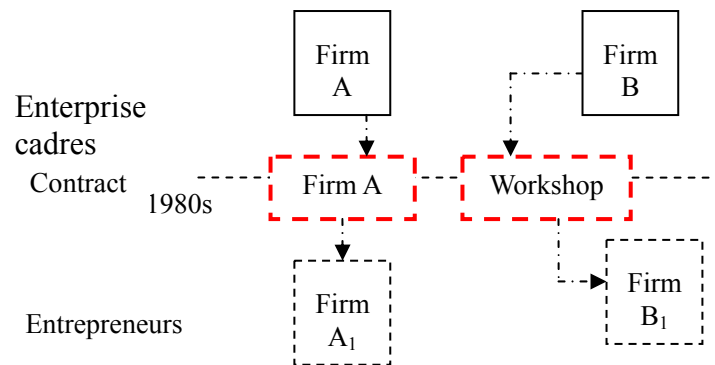 Firm
A
Firm
B
Enterprise
cadres
Contract
1980s
Firm A
Workshop
Entrepreneurs
Firm
A₁
Firm
B₁